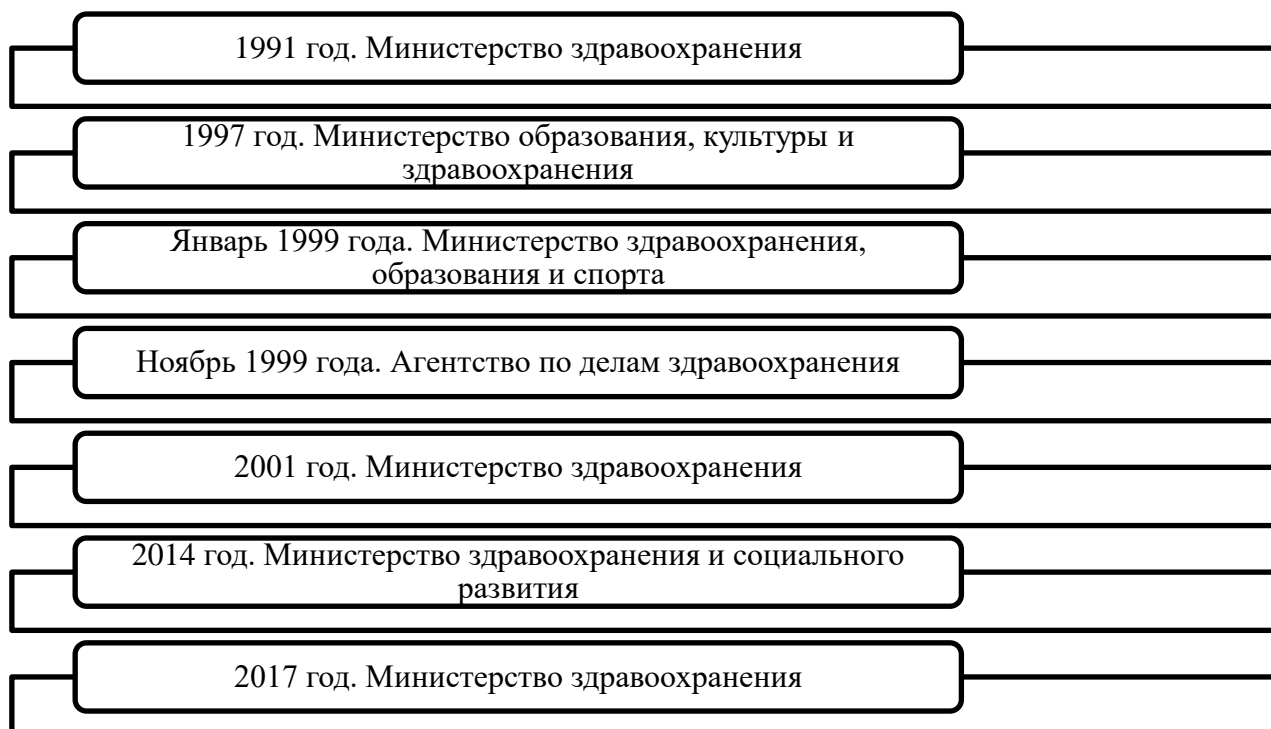 1991 год. Министерство здравоохранения
1997 год. Министерство образования, культуры и
здравоохранения
Январь 1999 года. Министерство здравоохранения,
образования и спорта
Ноябрь 1999 года. Агентство по делам здравоохранения
2001 год. Министерство здравоохранения
2014 год. Министерство здравоохранения и социального
развития
2017 год. Министерство здравоохранения